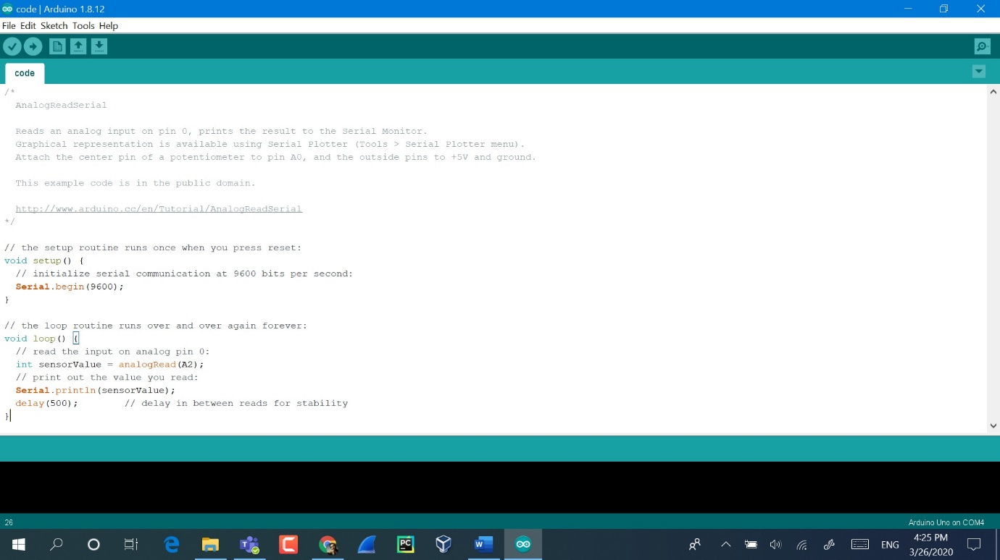 code | Arduino 1.8.12
File Edit Sketch Tools Help
code
/*
AnalogReadSerial
Reads an analog input on pin 0, prints the result to the Serial Monitor.
Graphical representation is available using Serial Plotter (Tools > Serial Plotter menu).
Attach the center pin of a potentiometer to pin A0, and the outside pins to +5V and ground.
This example code is in the public domain.
http://www.arduino.cc/en/Tutorial/AnalogReadSerial
*/
// the setup routine runs once when you press reset:
void setup() {
// initialize serial communication at 9600 bits per second:
Serial.begin(9600);
}
// the loop routine runs over and over again forever:
void loop() {
// read the input on analog pin 0:
int sensorValue = analogRead(A2);
// print out the value you read:
Serial.println(sensorValue);
delay(500); // delay in between reads for stability
}
26
Arduino Uno on COM4
T
C
PC
W
ENG
4:25 PM
3/26/2020